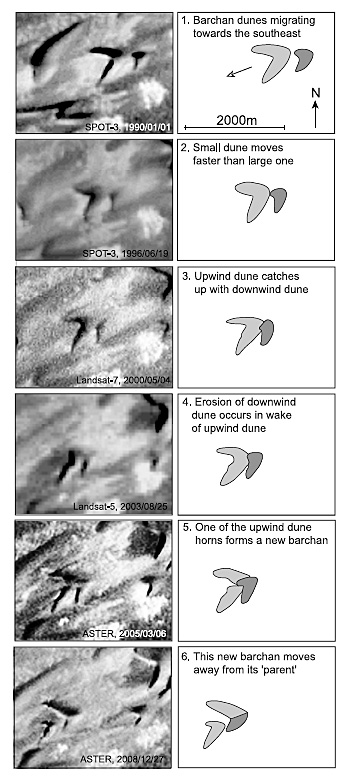 SPOT-3, 1990/01/01
1. Barchan dunes migrating
towards the southeast
N
2000m
SPOT-3, 1996/06/19
2. Small dune moves
faster than large one
Landsat-7, 2000/05/04
3. Upwind dune catches
up with downwind dune
Landsat-5, 2003/08/25
4. Erosion of downwind
dune occurs in wake
of upwind dune
ASTER, 2005/03/06
5. One of the upwind dune
horns forms a new barchan
ASTER, 2008/12/27
6. This new barchan moves
away from its 'parent'